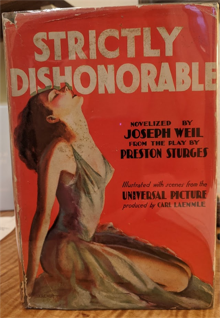 STRICTLY
DISHONORABLE
NOVELIZED BY
JOSEPH WEIL
FROM THE PLAY BY
PRESTON STURGES
Illustrated with scenes from the
UNIVERSAL PICTURE
produced by CARL LAEMMLE